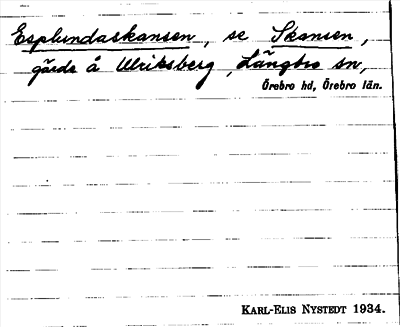 Esplundaskansen, se Skansen,
gärde å Ulriksberg, Längbro sn,
Örebro hd, Örebro län.
KARL-ELIS NYSTEDT 1934.